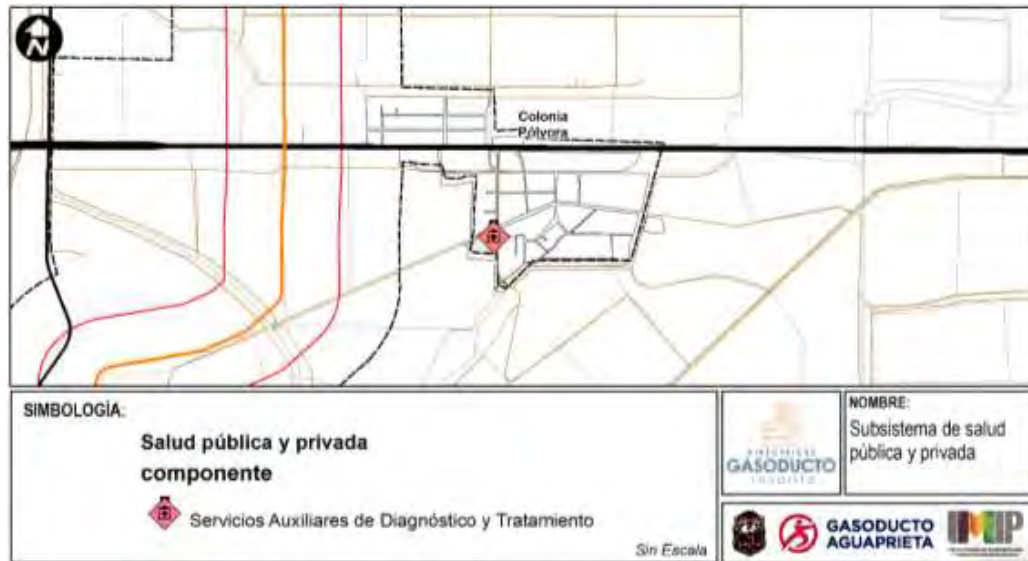 N
Colonia
Pólvora
SIMBOLOGÍA:
Salud pública y privada
componente
Servicios Auxiliares de Diagnóstico y Tratamiento
Sin Escala
GASODUCTO
NOMBRE:
Subsistema de salud
pública y privada
GASODUCTO
AGUAPRIETA
IMIP